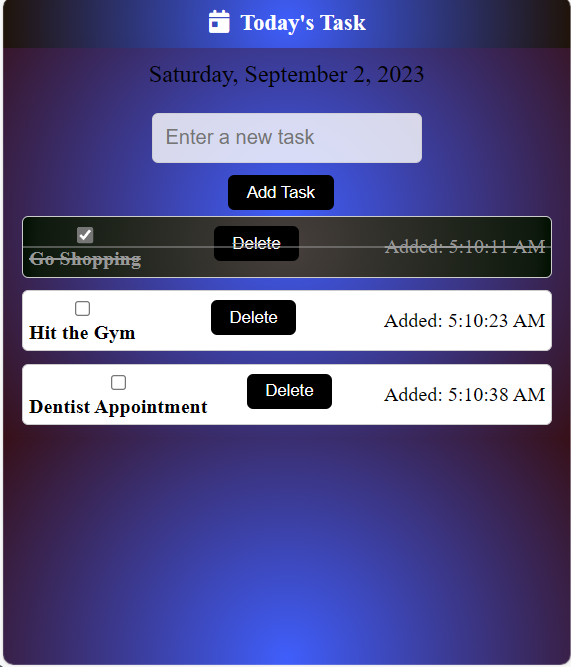 Today's Task
Saturday, September 2, 2023
Enter a new task
Add Task
Go Shopping Delete Added: 5:10:11 AM
Hit the Gym Delete Added: 5:10:23 AM
Dentist Appointment Delete Added: 5:10:38 AM